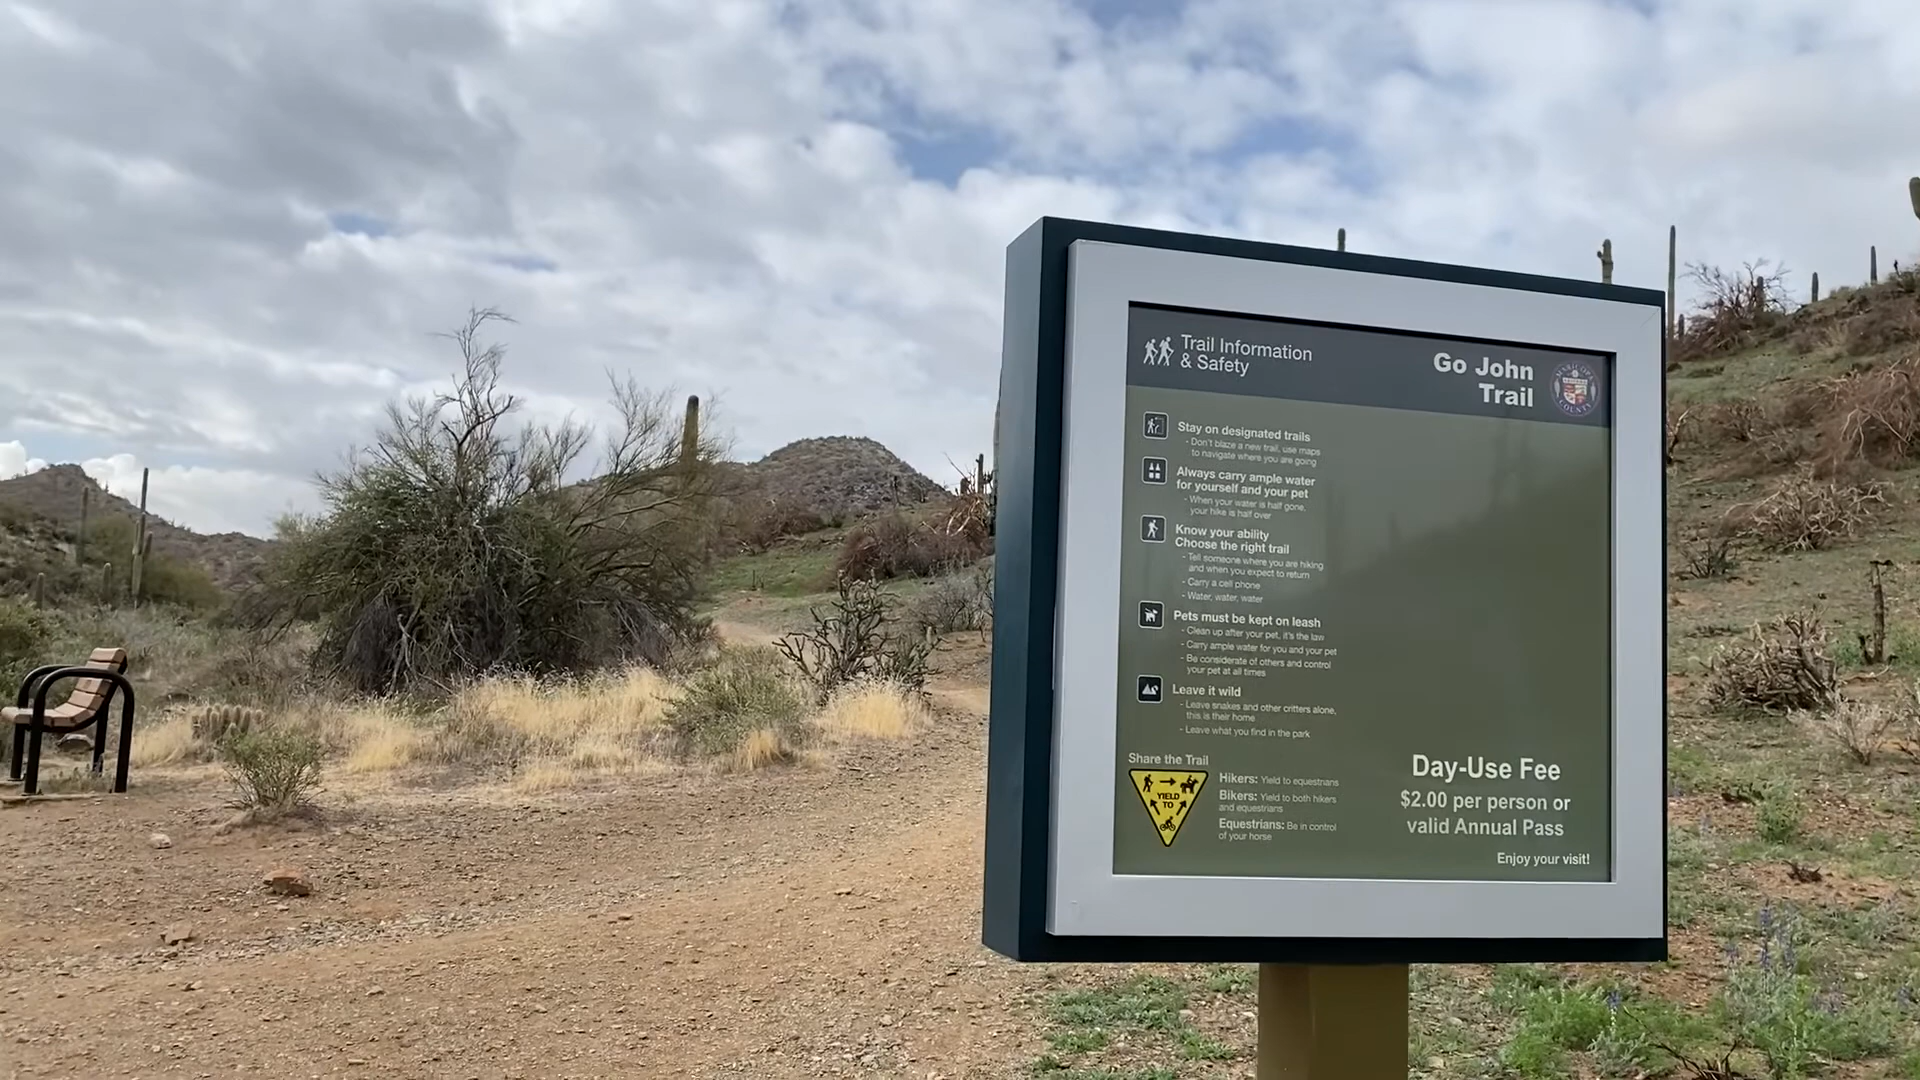 Trail Information
& Safety
Go John
Trail
MARICOPA
COUNTY
Stay on designated trails
- Don't blaze a new trail, use maps
to navigate where you are going
Always carry ample water
for yourself and your pet
- When your water is half gone,
your hike is half over
Know your ability
Choose the right trail
- Tell someone where you are hiking
and when you expect to return
- Carry a cell phone
- Water, water, water
Pets must be kept on leash
- Clean up after your pet, it's the law
- Carry ample water for you and your pet
- Be considerate of others and control
your pet at all times
Leave it wild
- Leave snakes and other critters alone,
this is their home
- Leave what you find in the park
Share the Trail
YIELD
TO
Hikers: Yield to equestrians
Bikers: Yield to both hikers
and equestrians
Equestrians: Be in control
of your horse
Day-Use Fee
$2.00 per person or
valid Annual Pass
Enjoy your visit!